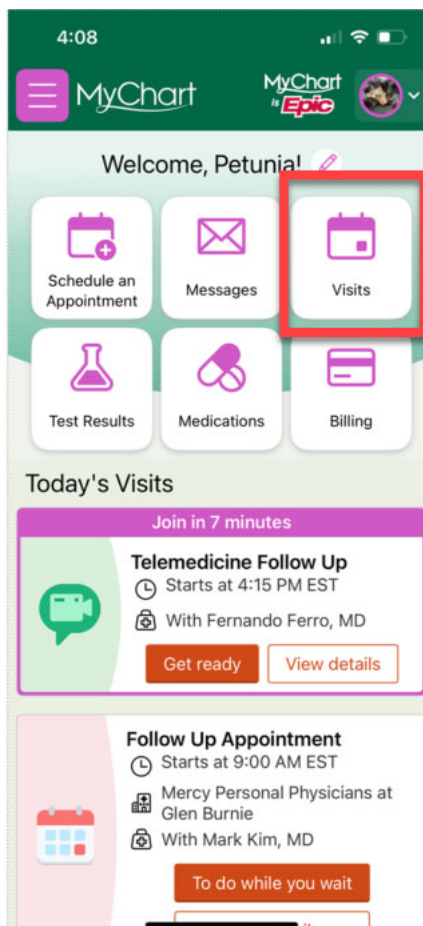 4:08
MyChart
MyChart
is Epic
Welcome, Petunia!
Schedule an
Appointment
Messages
Visits
Test Results
Medications
Billing
Today's Visits
Join in 7 minutes
Telemedicine Follow Up
Starts at 4:15 PM EST
With Fernando Ferro, MD
Get ready
View details
Follow Up Appointment
Starts at 9:00 AM EST
Mercy Personal Physicians at
Glen Burnie
With Mark Kim, MD
To do while you wait